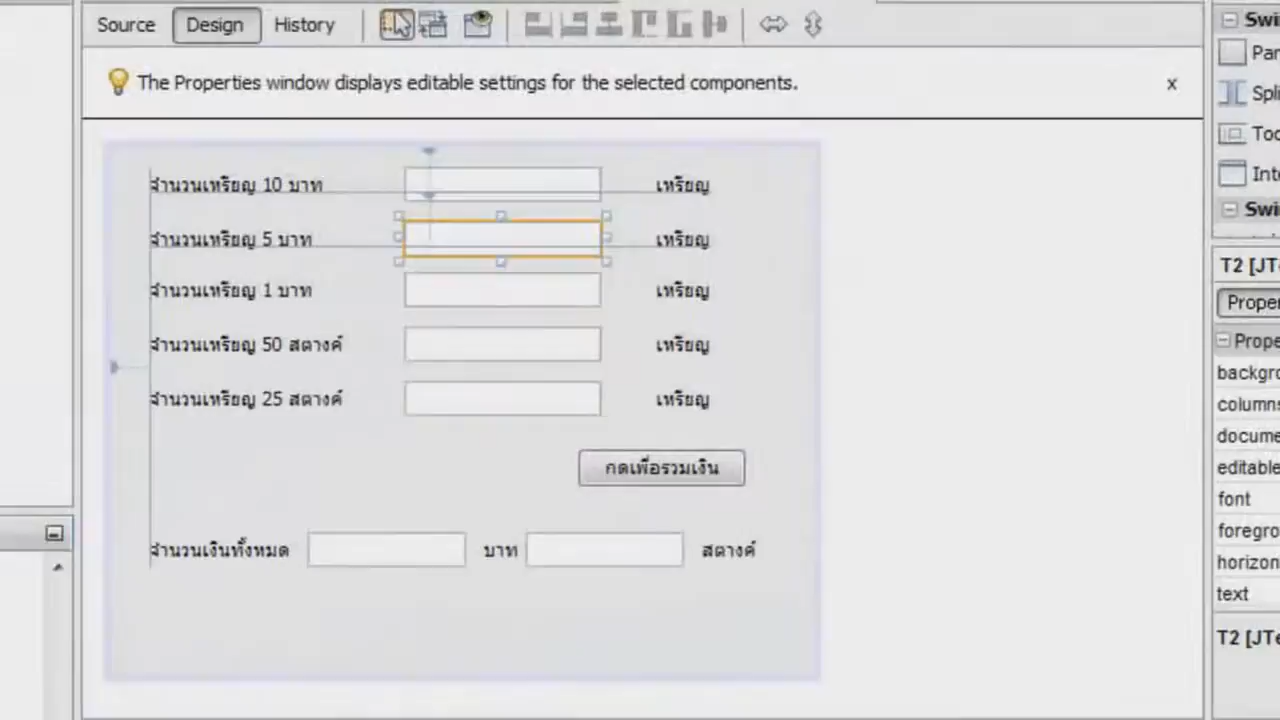 Source Design History
The Properties window displays editable settings for the selected components. x
จำนวนเหรียญ 10 บาท เหรียญ
จำนวนเหรียญ 5 บาท เหรียญ
จำนวนเหรียญ 1 บาท เหรียญ
จำนวนเหรียญ 50 สตางค์ เหรียญ
จำนวนเหรียญ 25 สตางค์ เหรียญ
กดเพื่อรวมเงิน
จำนวนเงินทั้งหมด บาท สตางค์
Swi
Par
Spli
Too
Inte
Swi
T2 [JTe
Proper
Prope
backgro
columns
docume
editable
font
foregro
horizon
text
T2 [JTe